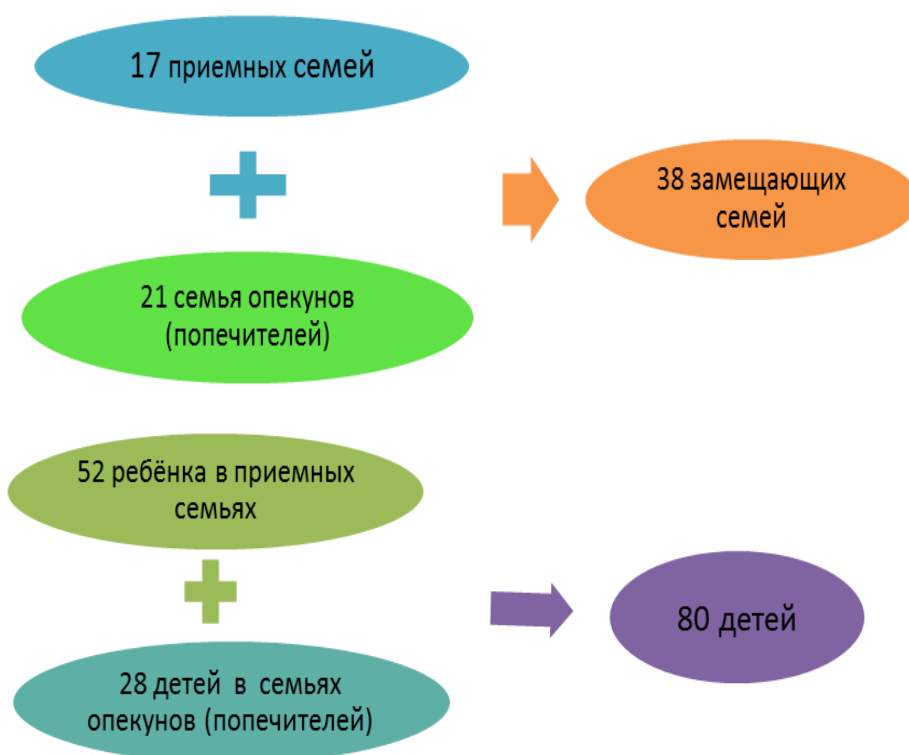 17 приемных семей
38 замещающих
семей
21 семья опекунов
(попечителей)
52 ребёнка в приемных
семьях
80 детей
28 детей в семьях
опекунов (попечителей)